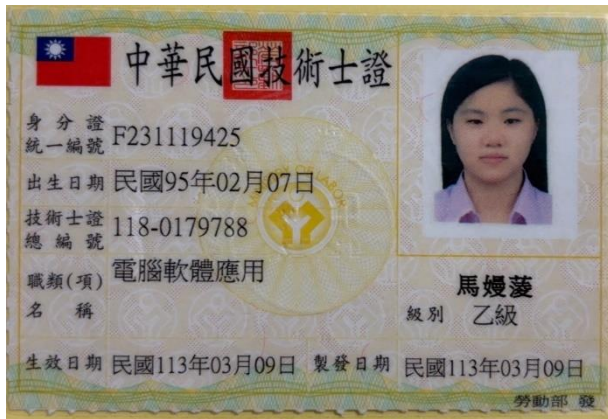 中華民國技術士證
身分證
統一編號 F231119425
出生日期 民國95年02月07日
技術士證
總編號 118-0179788
職類(項)
名稱 電腦軟體應用
馬嫚蓤
級別 乙級
生效日期 民國113年03月09日 製發日期 民國113年03月09日
勞動部 發